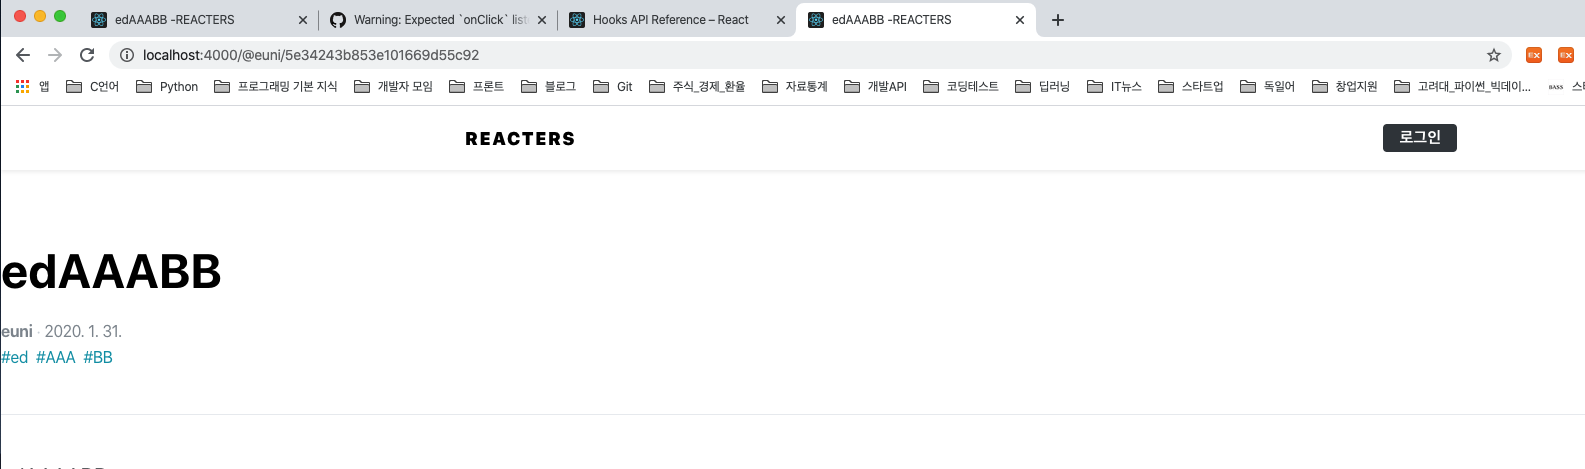 edAAABB -REACTERS
Warning: Expected `onClick` list
Hooks API Reference – React
edAAABB -REACTERS
localhost:4000/@euni/5e34243b853e101669d55c92
앱 C언어 Python 프로그래밍 기본 지식 개발자 모임 프론트 블로그 Git 주식_경제_환율 자료통계 개발API 코딩테스트 딥러닝 IT뉴스 스타트업 독일어 창업지원 고려대_파이썬_빅데이... BASS 스타
REACTERS
로그인
edAAABB
euni · 2020. 1. 31.
#ed #AAA #BB